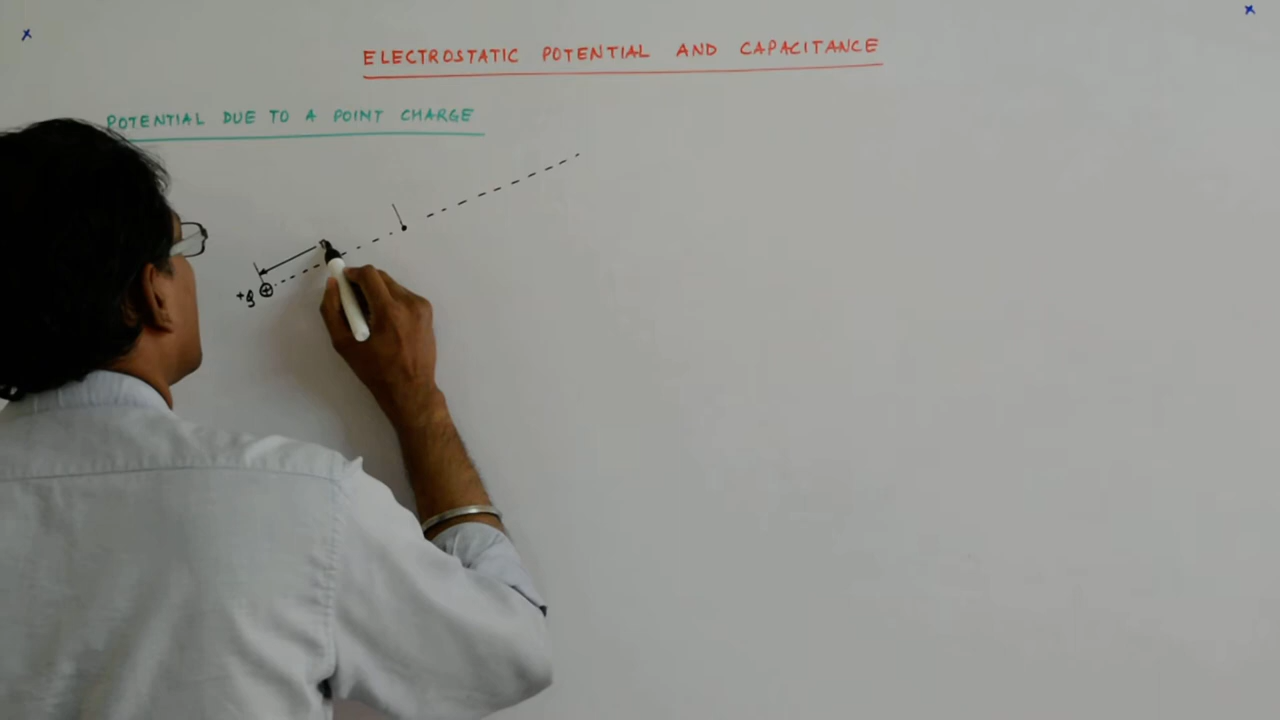 ELECTROSTATIC POTENTIAL AND CAPACITANCE
POTENTIAL DUE TO A POINT CHARGE